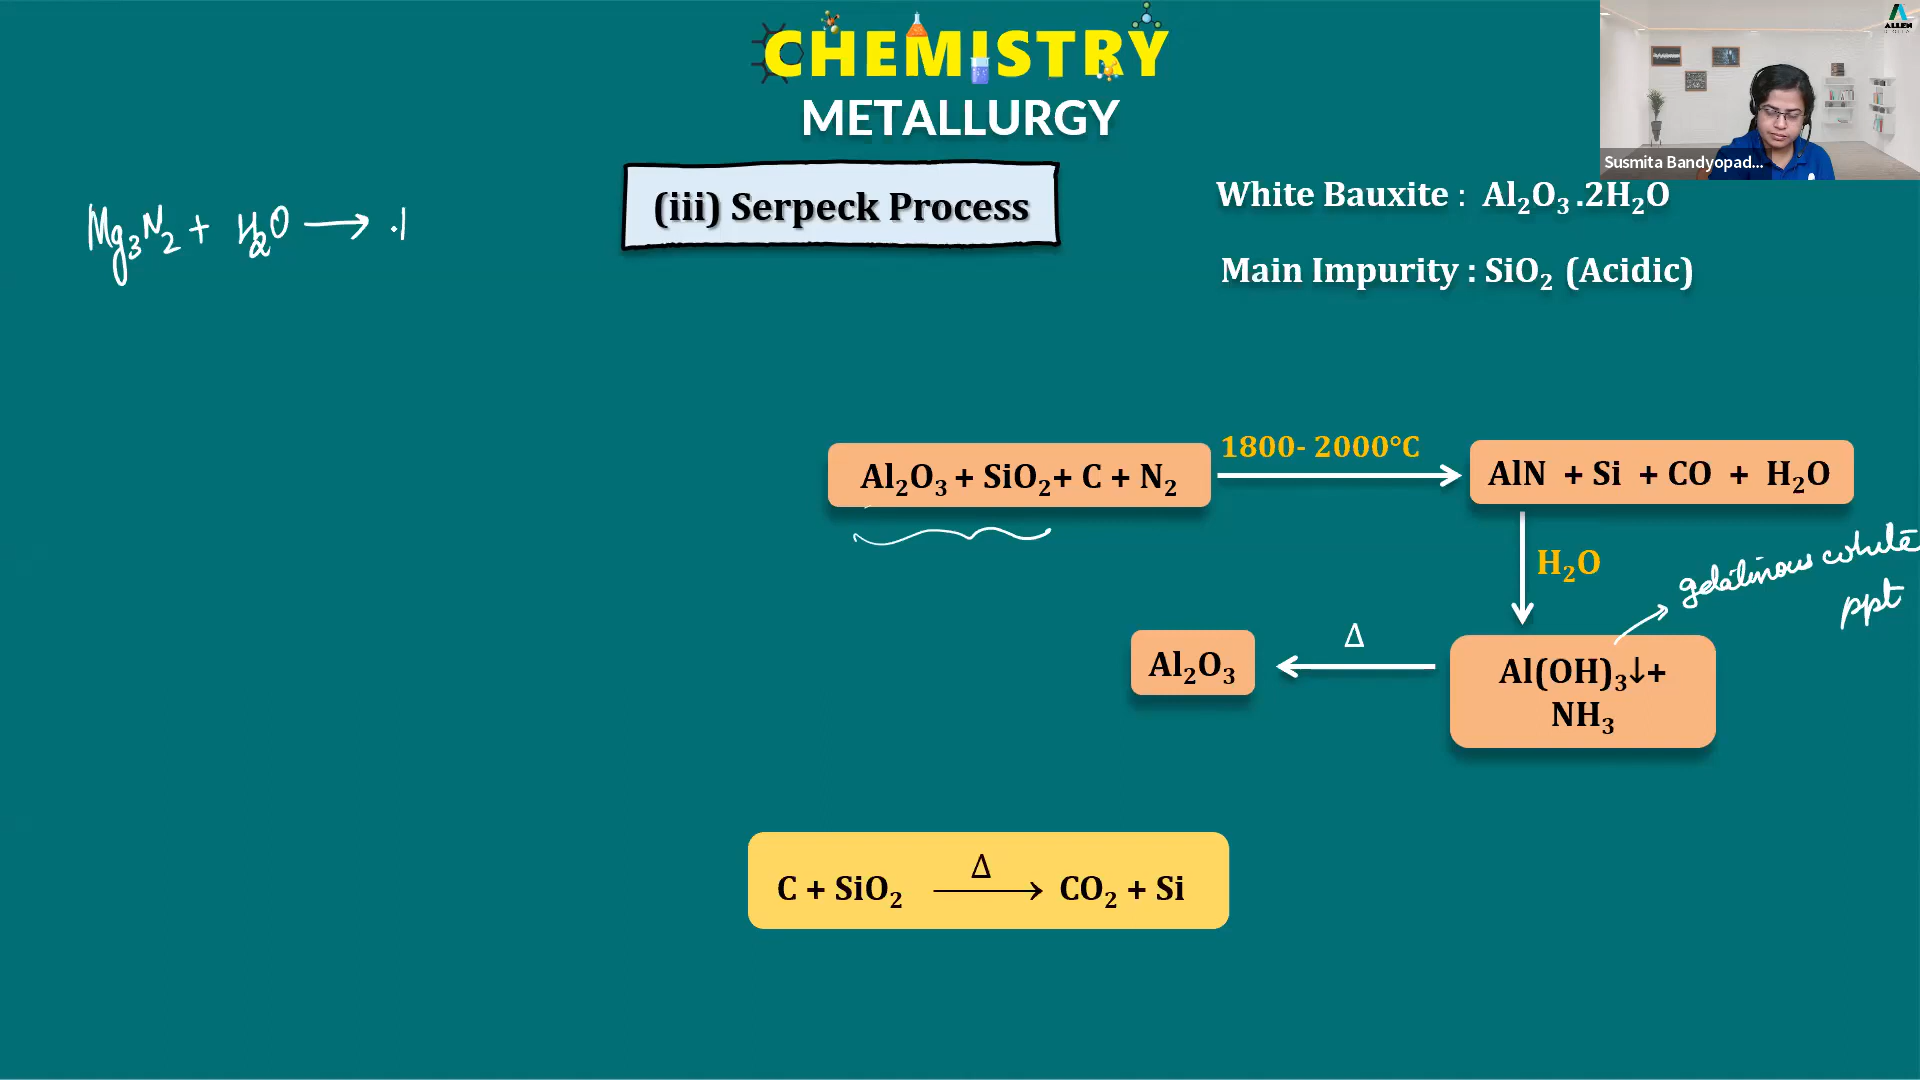 CHEMISTRY
METALLURGY
ALLEN
Susmita Bandyopad...
(iii) Serpeck Process
White Bauxite : Al₂O₃.2H₂O
Main Impurity : SiO₂ (Acidic)
Mg₃N₂ + H₂O ⟶
1800- 2000°C
Al₂O₃ + SiO₂+ C + N₂
AlN + Si + CO + H₂O
H₂O
gelatinous white
ppt
Δ
Al₂O₃
Al(OH)₃↓+
NH₃
Δ
C + SiO₂ ⟶ CO₂ + Si